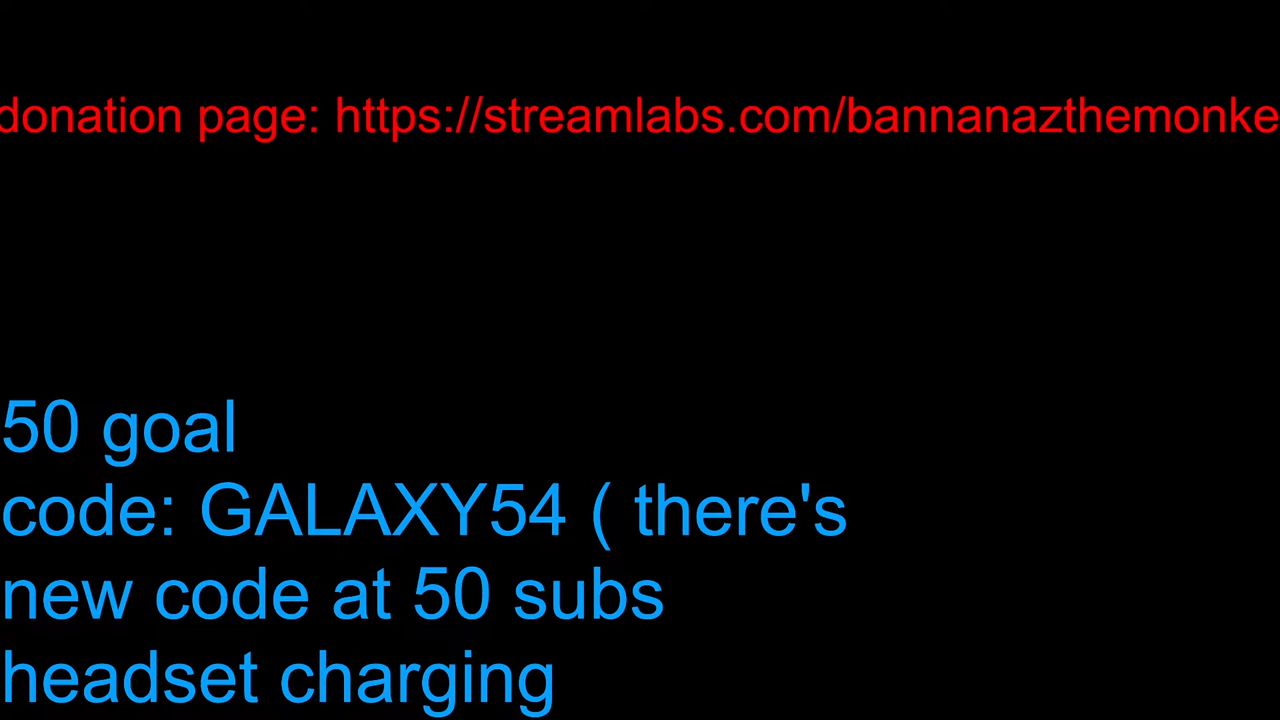 donation page: https://streamlabs.com/bannanazthemonke
50 goal
code: GALAXY54 ( there's
new code at 50 subs
headset charging